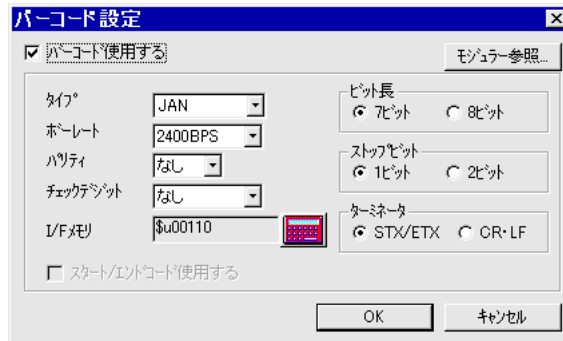 バーコード設定
バーコード使用する
モジュラー参照...
タイプ
JAN
ボーレート
2400BPS
パリティ
なし
チェックデジット
なし
I/Fメモリ
$u00110
スタート/エンドコード使用する
ビット長
7ビット 8ビット
ストップビット
1ビット 2ビット
ターミネータ
STX/ETX CR・LF
OK キャンセル